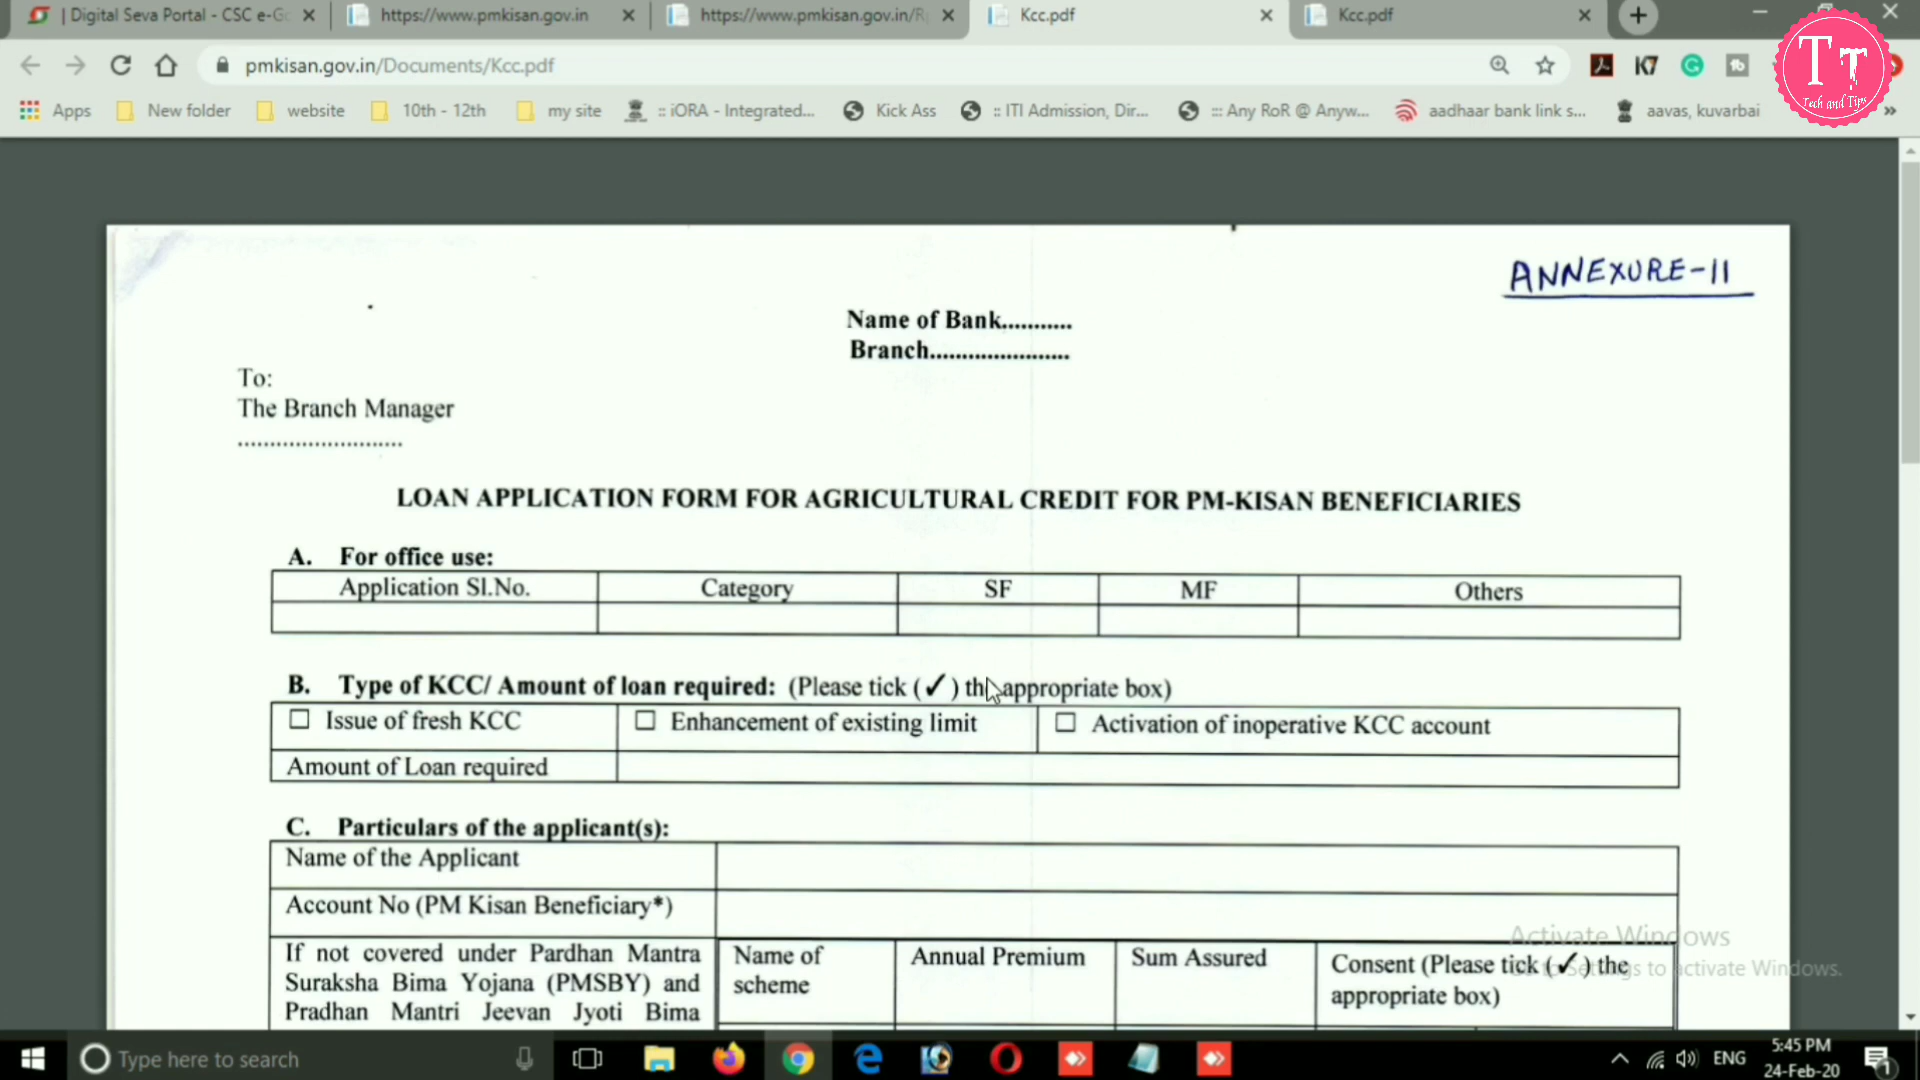 | Digital Seva Portal - CSC e-Go
https://www.pmkisan.gov.in
https://www.pmkisan.gov.in/R
Kcc.pdf
Kcc.pdf
pmkisan.gov.in/Documents/Kcc.pdf
Apps
New folder
website
10th - 12th
my site
:: iORA - Integrated...
Kick Ass
:: ITI Admission, Dir...
::: Any RoR @ Anyw...
aadhaar bank link s...
aavas, kuvarbai
»
T T
Tech and Tips
ANNEXURE-II
Name of Bank...........
Branch......................
To:
The Branch Manager
..........................
LOAN APPLICATION FORM FOR AGRICULTURAL CREDIT FOR PM-KISAN BENEFICIARIES
A. For office use:
Application Sl.No. Category SF MF Others
B. Type of KCC/ Amount of loan required: (Please tick (✓) the appropriate box)
☐ Issue of fresh KCC ☐ Enhancement of existing limit ☐ Activation of inoperative KCC account
Amount of Loan required
C. Particulars of the applicant(s):
Name of the Applicant
Account No (PM Kisan Beneficiary*)
If not covered under Pardhan Mantra
Suraksha Bima Yojana (PMSBY) and
Pradhan Mantri Jeevan Jyoti Bima
Name of
scheme
Annual Premium
Sum Assured
Consent (Please tick (✓) the
appropriate box)
Activate Windows
Go to Settings to activate Windows.
Type here to search
ENG
5:45 PM
24-Feb-20
1